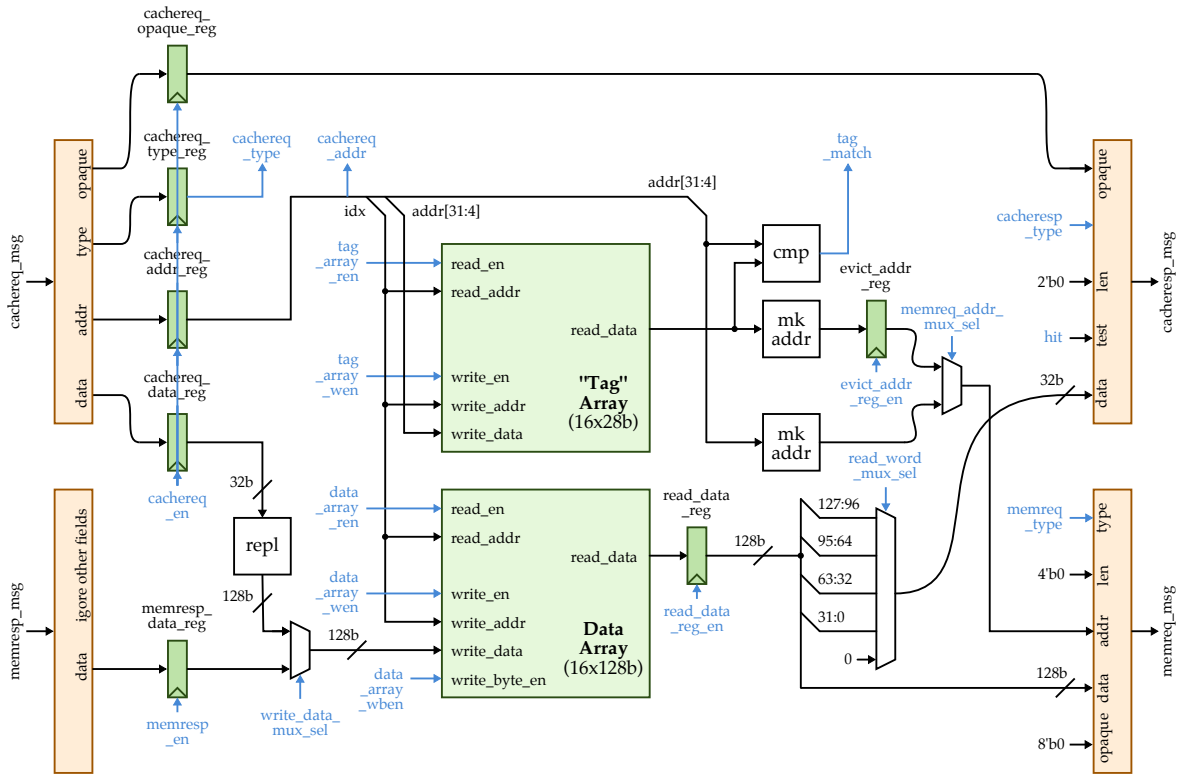 cachereq_
opaque_reg
cachereq_
type_reg
cachereq
_type
cachereq
_addr
tag
_match
cachereq_msg
opaque
type
addr
data
cachereq_
addr_reg
cachereq_
data_reg
cachereq
_en
idx
addr[31:4]
addr[31:4]
tag
_array
_ren
read_en
read_addr
read_data
tag
_array
_wen
write_en
write_addr
write_data
"Tag"
Array
(16x28b)
cmp
mk
addr
evict_addr
_reg
evict_addr
_reg_en
memreq_addr_
mux_sel
mk
addr
cacheresp_msg
opaque
cacheresp
_type
2'b0
len
hit
test
32b
data
memresp_msg
igore other fields
data
32b
repl
128b
memresp_
data_reg
memresp
_en
128b
write_data_
mux_sel
data
_array
_ren
read_en
read_addr
read_data
data
_array
_wen
write_en
write_addr
write_data
data
_array
_wben
write_byte_en
Data
Array
(16x128b)
read_data
_reg
read_data
_reg_en
128b
read_word
_mux_sel
127:96
95:64
63:32
31:0
0
memreq_msg
memreq
_type
type
4'b0
len
addr
128b
data
8'b0
opaque